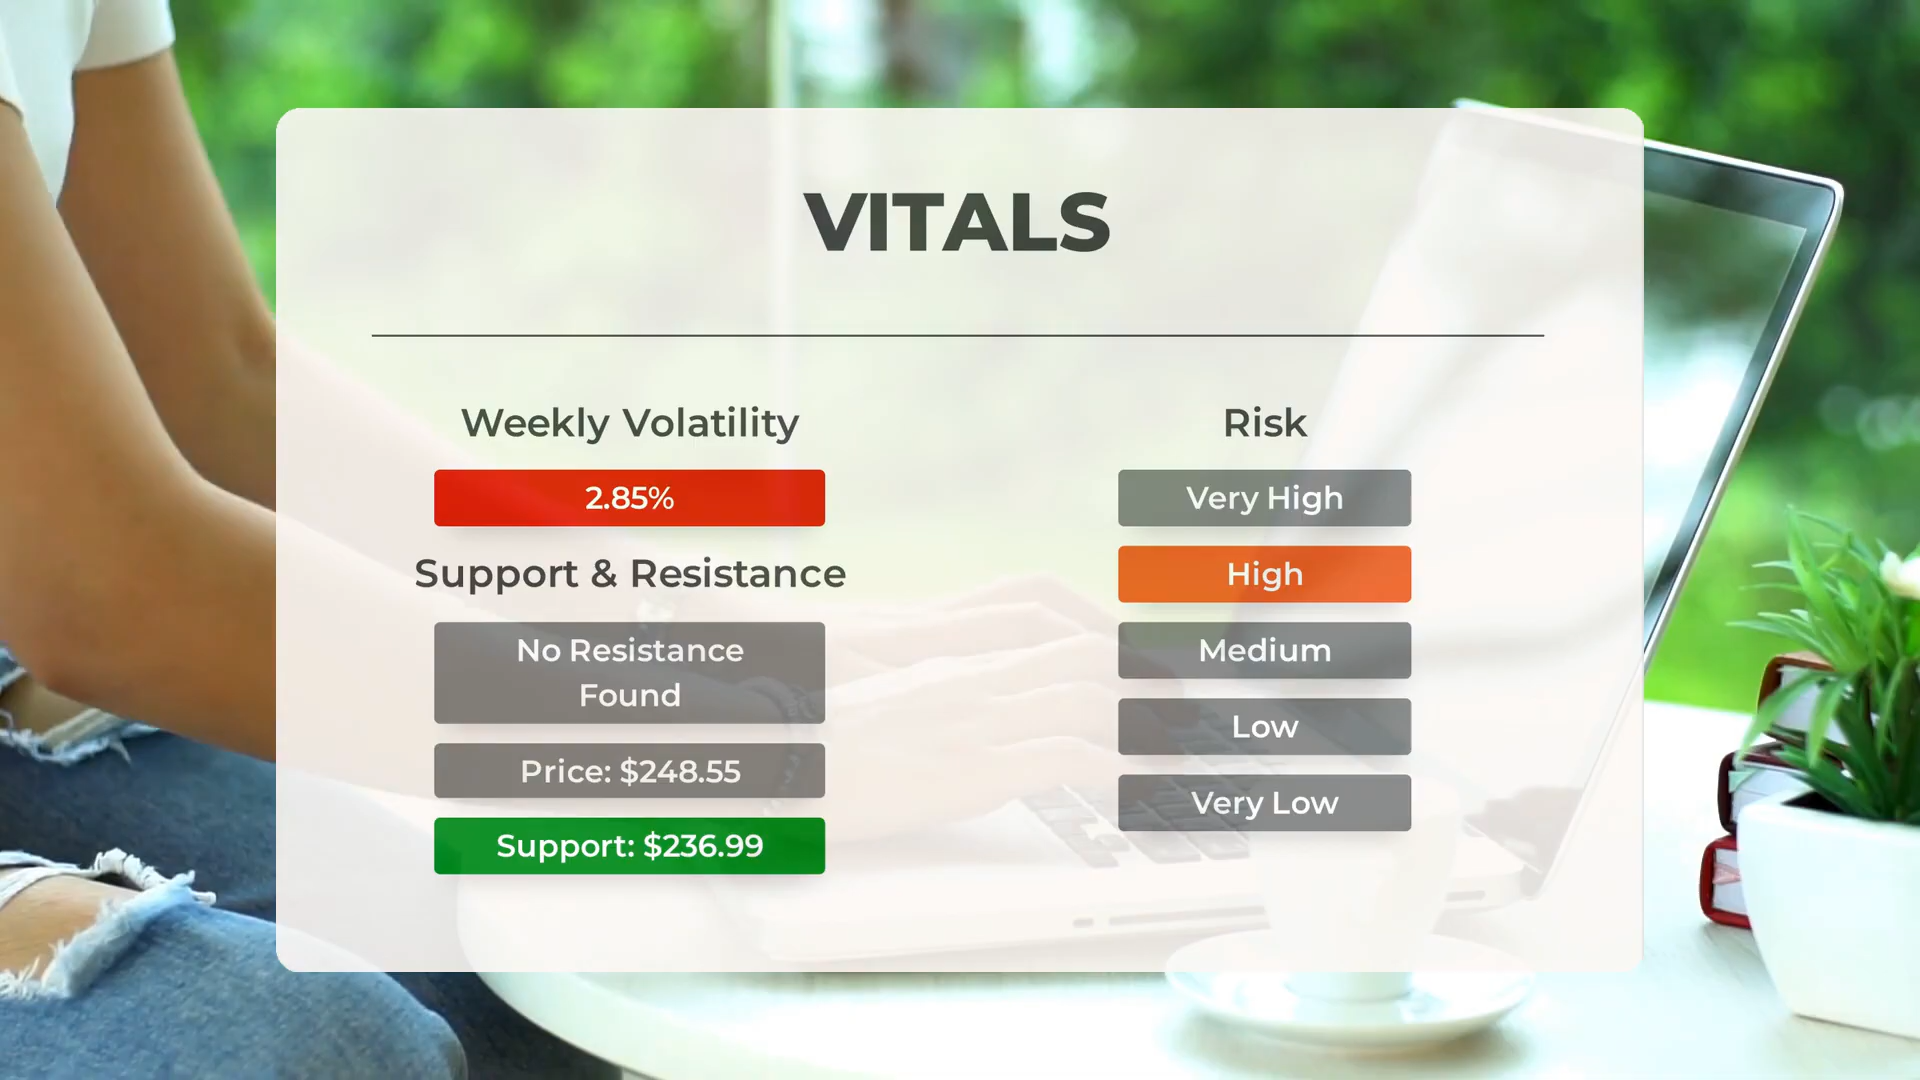 VITALS
Weekly Volatility
2.85%
Support & Resistance
No Resistance
Found
Price: $248.55
Support: $236.99
Risk
Very High
High
Medium
Low
Very Low